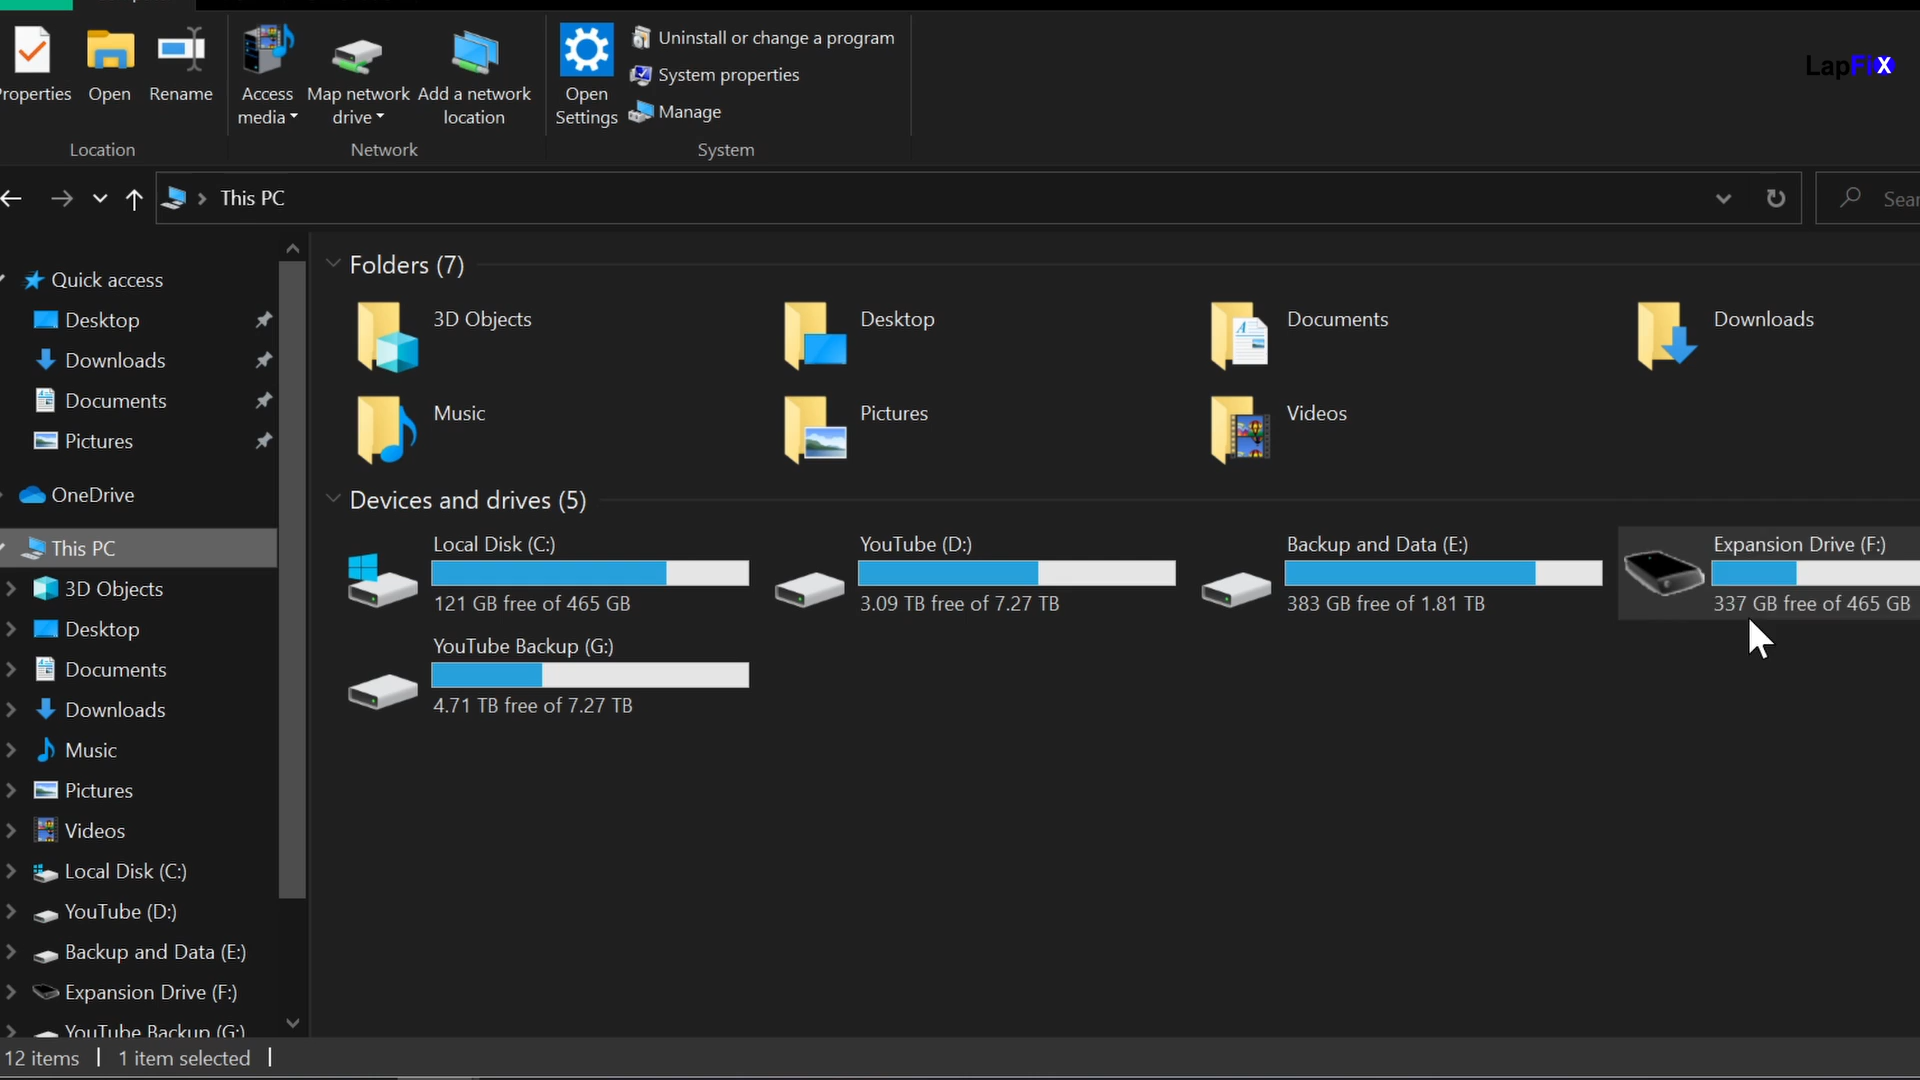 Properties
Open
Rename
Access
media
Map network
drive
Add a network
location
Open
Settings
Uninstall or change a program
System properties
Manage
Location
Network
System
LapFix
This PC
Sear
Quick access
Desktop
Downloads
Documents
Pictures
OneDrive
This PC
3D Objects
Desktop
Documents
Downloads
Music
Pictures
Videos
Local Disk (C:)
YouTube (D:)
Backup and Data (E:)
Expansion Drive (F:)
YouTube Backup (G:)
Folders (7)
3D Objects
Desktop
Documents
Downloads
Music
Pictures
Videos
Devices and drives (5)
Local Disk (C:)
121 GB free of 465 GB
YouTube (D:)
3.09 TB free of 7.27 TB
Backup and Data (E:)
383 GB free of 1.81 TB
Expansion Drive (F:)
337 GB free of 465 GB
YouTube Backup (G:)
4.71 TB free of 7.27 TB
12 items
1 item selected